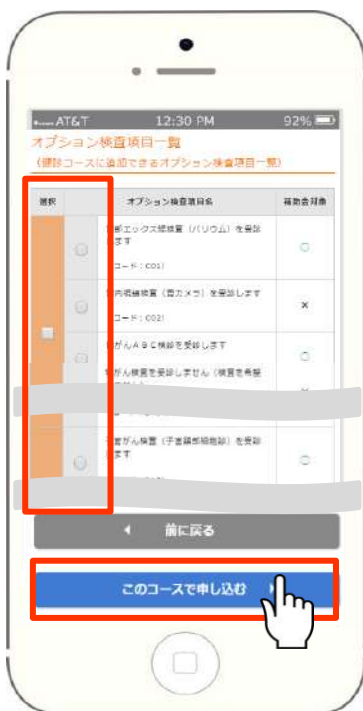 AT&T 12:30 PM 92%
オプション検査項目一覧
(健診コースに追加できるオプション検査項目一覧)
選択 オプション検査項目名 補助金対象
部エックス線検査(バリウム)を受診
します ○
コード:C01)
内視鏡検査(胃カメラ)を受診します ×
コード:C02)
がんABC検診を受診します ○
がん検査を受診しません(検査を希望
子宮がん検査(子宮頸部細胞診)を受診
ます ○
前に戻る
このコースで申し込む